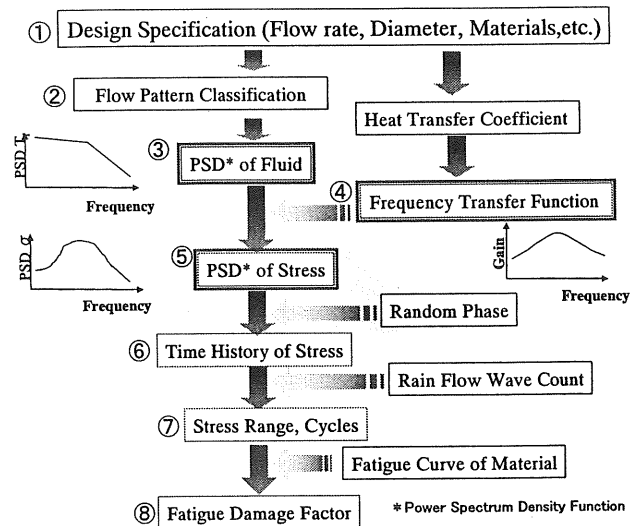 ① Design Specification (Flow rate, Diameter, Materials,etc.)
② Flow Pattern Classification
Heat Transfer Coefficient
③ PSD* of Fluid
PSD_T
Frequency
④ Frequency Transfer Function
Gain
Frequency
⑤ PSD* of Stress
PSD_σ
Frequency
Random Phase
⑥ Time History of Stress
Rain Flow Wave Count
⑦ Stress Range, Cycles
Fatigue Curve of Material
⑧ Fatigue Damage Factor
* Power Spectrum Density Function